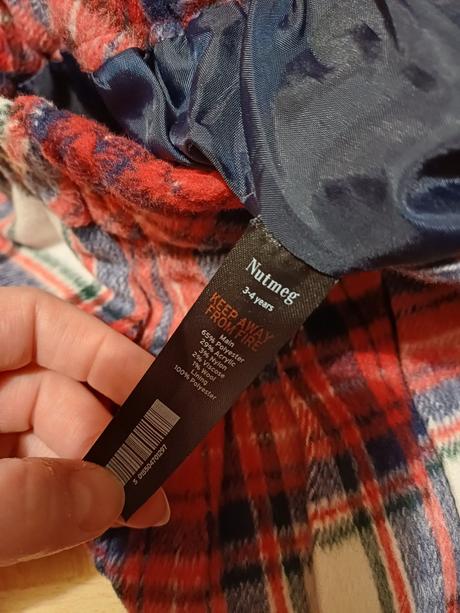 Nutmeg
3-4 years
KEEP AWAY
FROM FIRE
Main
65% Polyester
29% Acrylic
3% Nylon
2% Viscose
1% Wool
Lining
100% Polyester